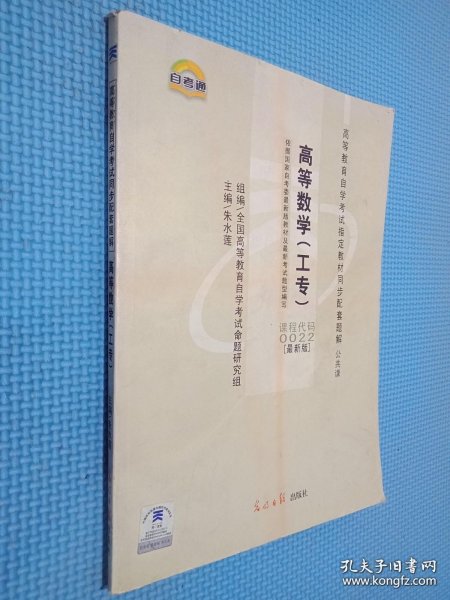 自考通
高等教育自学考试指定教材同步配套题解 公共课
高等数学(工专)
依据国家自考委最新版教材及最新考试题型编写
课程代码
0022
[最新版]
组编/全国高等教育自学考试命题研究组
主编/朱水莲
光明日报 出版社
高等教育自学考试同步配套题解 高等数学(工专)
孔夫子旧书网
www.kongfz.com